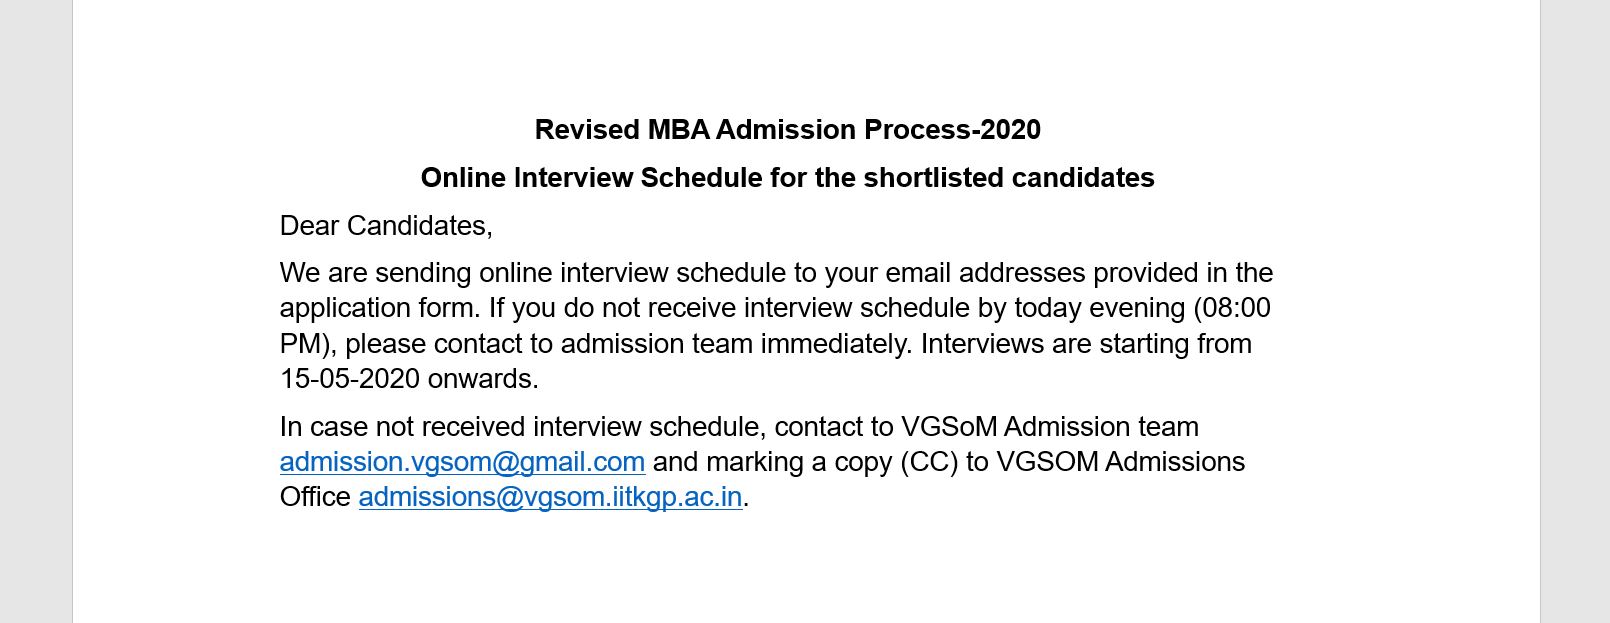 Revised MBA Admission Process-2020
Online Interview Schedule for the shortlisted candidates
Dear Candidates,
We are sending online interview schedule to your email addresses provided in the
application form. If you do not receive interview schedule by today evening (08:00
PM), please contact to admission team immediately. Interviews are starting from
15-05-2020 onwards.
In case not received interview schedule, contact to VGSoM Admission team
admission.vgsom@gmail.com and marking a copy (CC) to VGSOM Admissions
Office admissions@vgsom.iitkgp.ac.in.